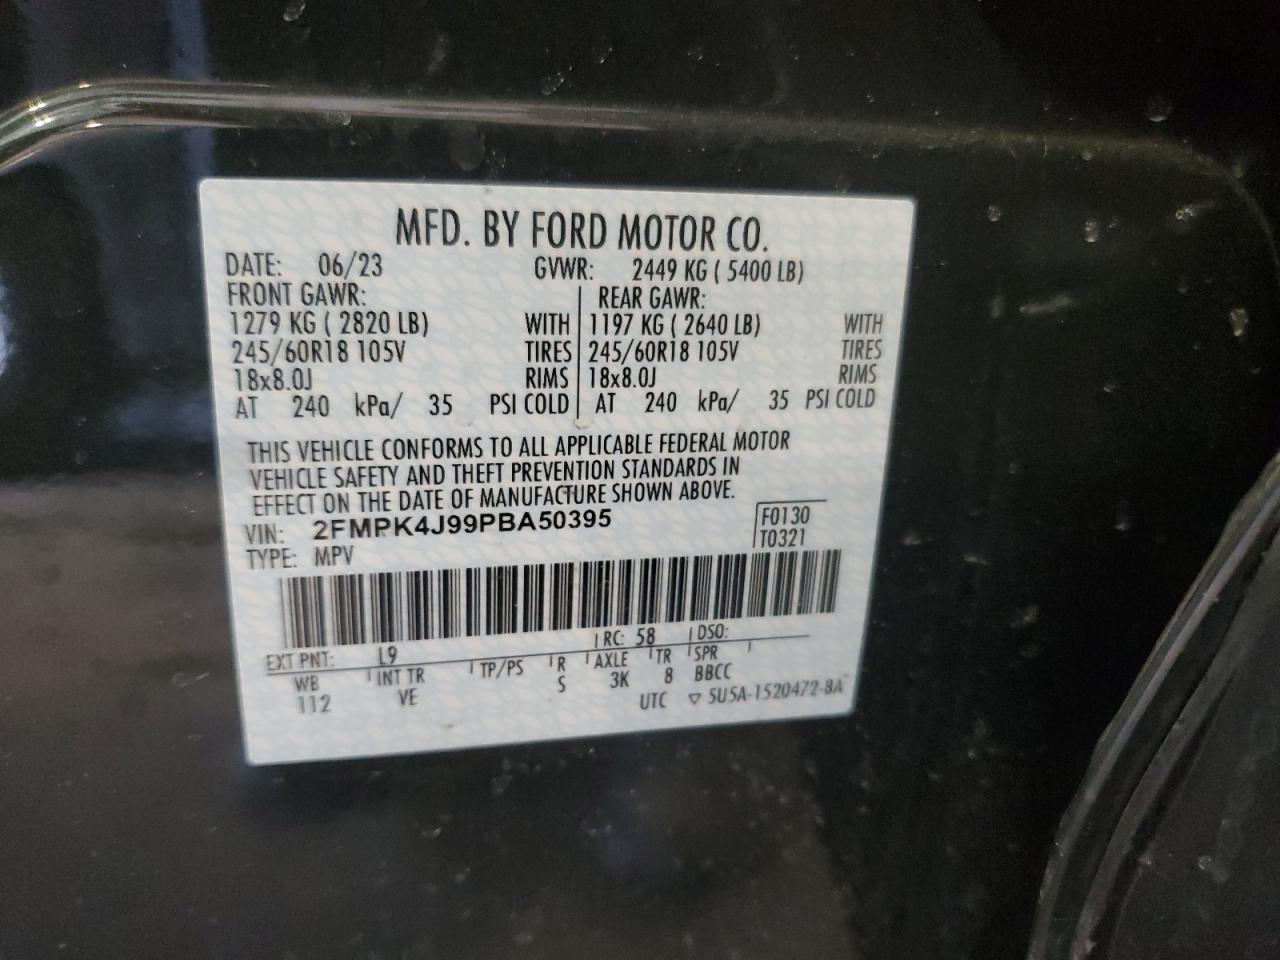 MFD. BY FORD MOTOR CO.
DATE: 06/23 GVWR: 2449 KG ( 5400 LB)
FRONT GAWR: REAR GAWR:
1279 KG ( 2820 LB) WITH 1197 KG ( 2640 LB) WITH
245/60R18 105V TIRES 245/60R18 105V TIRES
18x8.0J RIMS 18x8.0J RIMS
AT 240 kPa/ 35 PSI COLD AT 240 kPa/ 35 PSI COLD
THIS VEHICLE CONFORMS TO ALL APPLICABLE FEDERAL MOTOR
VEHICLE SAFETY AND THEFT PREVENTION STANDARDS IN
EFFECT ON THE DATE OF MANUFACTURE SHOWN ABOVE.
VIN: 2FMPK4J99PBA50395 F0130
TYPE: MPV T0321
RC: 58 DSO:
EXT PNT: L9
WB INT TR TP/PS R AXLE TR SPR
112 VE S 3K 8 BBCC
UTC ▽ 5U5A-1520472-BA